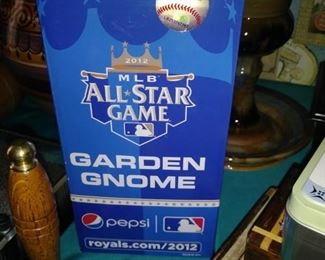 2012
MLB
ALL★STAR
GAME
GARDEN
GNOME
pepsi
royals.com/2012